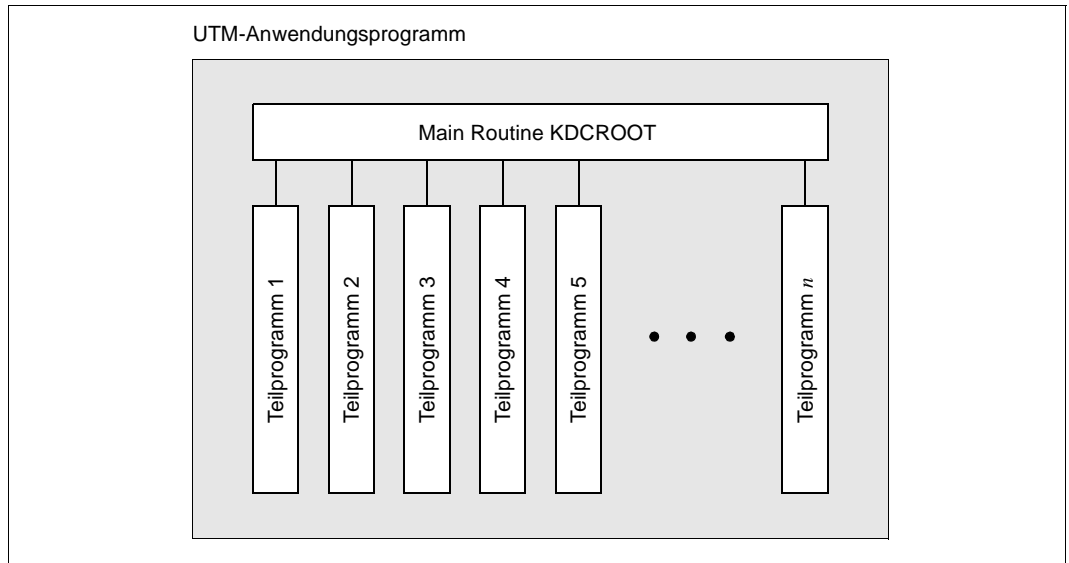 UTM-Anwendungsprogramm
Main Routine KDCROOT
Teilprogramm 1
Teilprogramm 2
Teilprogramm 3
Teilprogramm 4
Teilprogramm 5
Teilprogramm n